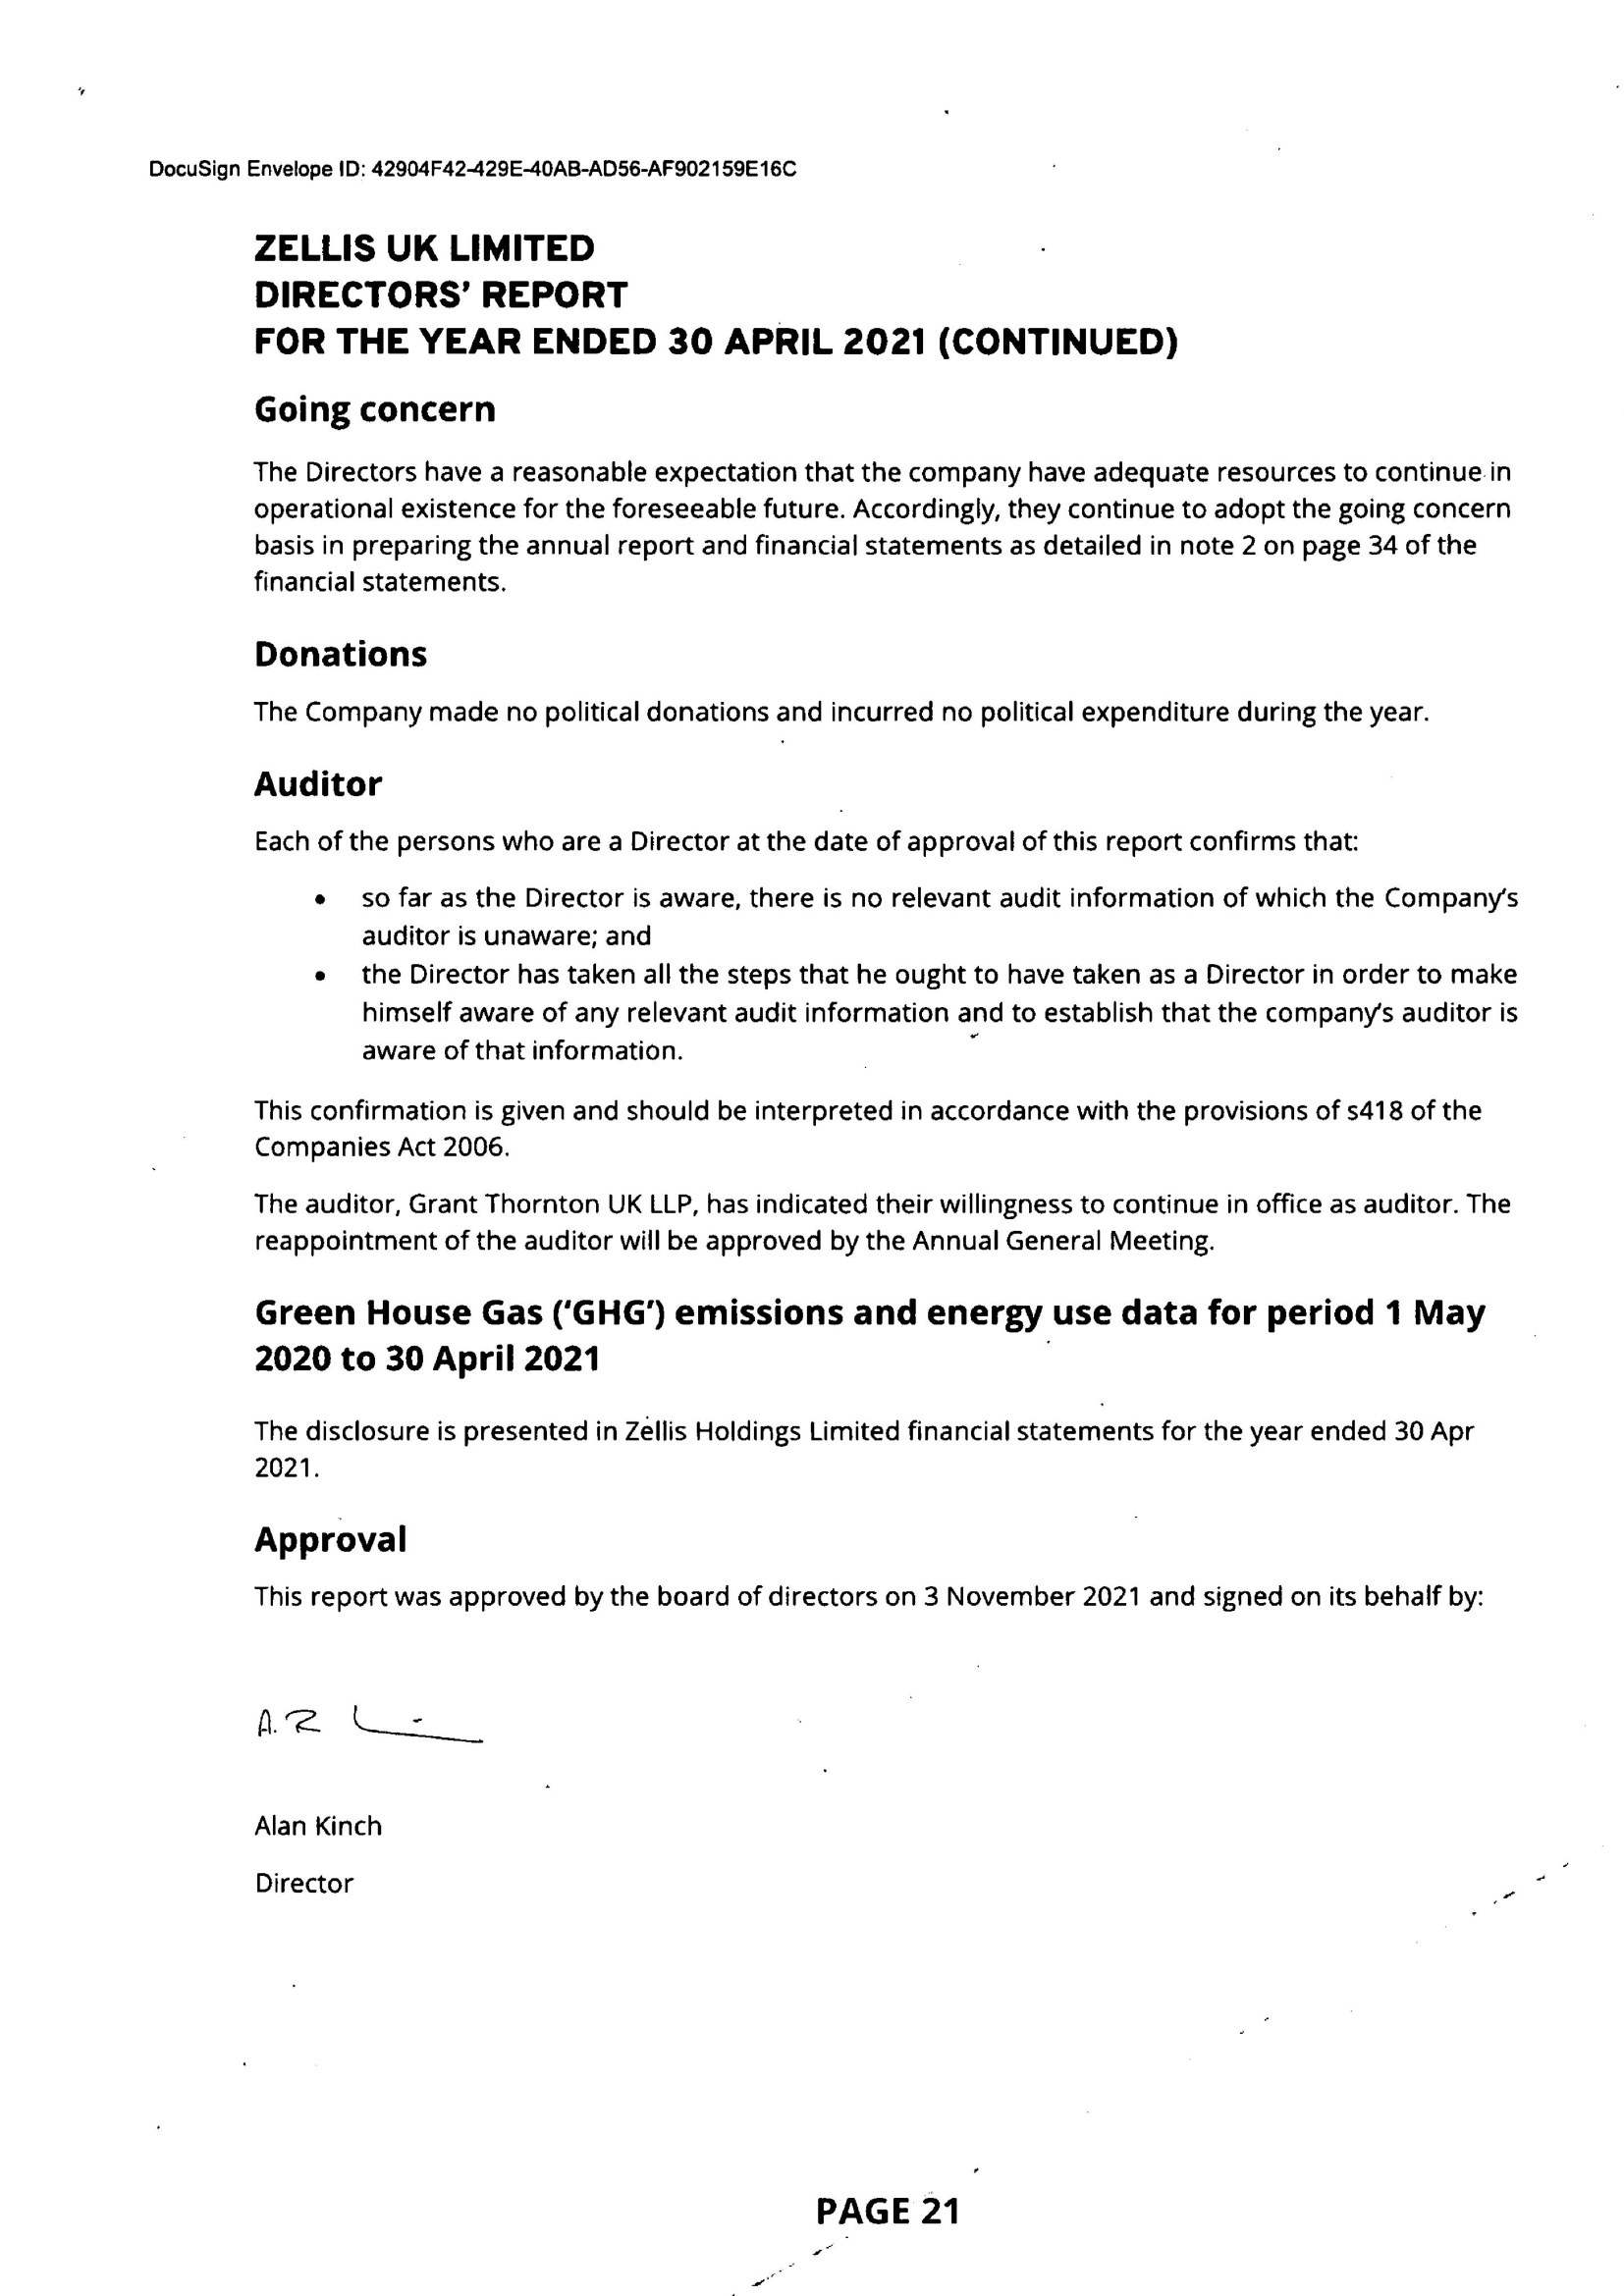 DocuSign Envelope ID: 42904F42-429E-40AB-AD56-AF902159E16C
ZELLIS UK LIMITED
DIRECTORS' REPORT
FOR THE YEAR ENDED 30 APRIL 2021 (CONTINUED)
Going concern
The Directors have a reasonable expectation that the company have adequate resources to continue in
operational existence for the foreseeable future. Accordingly, they continue to adopt the going concern
basis in preparing the annual report and financial statements as detailed in note 2 on page 34 of the
financial statements.
Donations
The Company made no political donations and incurred no political expenditure during the year.
Auditor
Each of the persons who are a Director at the date of approval of this report confirms that:
• so far as the Director is aware, there is no relevant audit information of which the Company's
auditor is unaware; and
• the Director has taken all the steps that he ought to have taken as a Director in order to make
himself aware of any relevant audit information and to establish that the company's auditor is
aware of that information.
This confirmation is given and should be interpreted in accordance with the provisions of s418 of the
Companies Act 2006.
The auditor, Grant Thornton UK LLP, has indicated their willingness to continue in office as auditor. The
reappointment of the auditor will be approved by the Annual General Meeting.
Green House Gas ('GHG') emissions and energy use data for period 1 May
2020 to 30 April 2021
The disclosure is presented in Zellis Holdings Limited financial statements for the year ended 30 Apr
2021.
Approval
This report was approved by the board of directors on 3 November 2021 and signed on its behalf by:
A.R
Alan Kinch
Director
PAGE 21